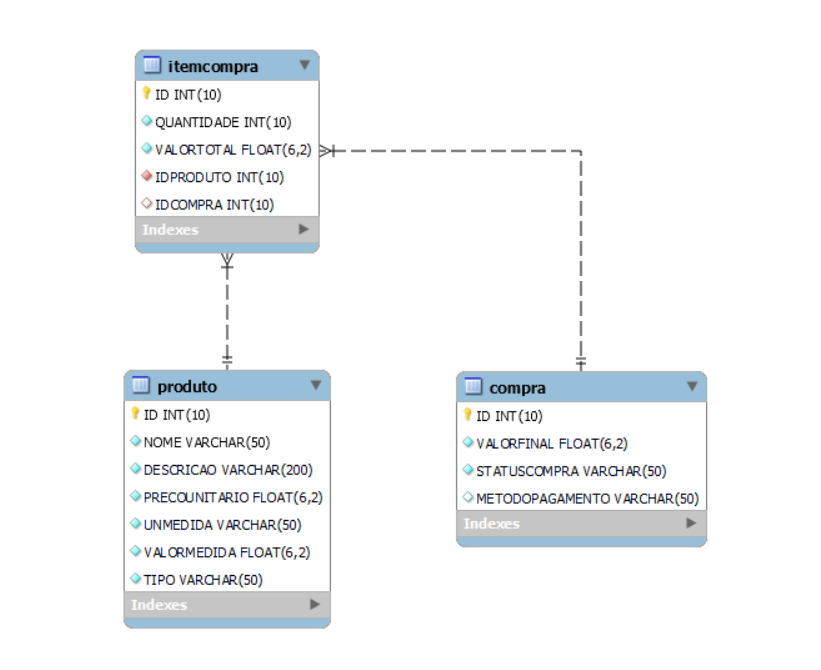 itemcompra
ID INT(10)
QUANTIDADE INT(10)
VALORTOTAL FLOAT(6,2)
IDPRODUTO INT(10)
IDCOMPRA INT(10)
Indexes
produto
ID INT(10)
NOME VARCHAR(50)
DESCRICAO VARCHAR(200)
PRECOUNITARIO FLOAT(6,2)
UNMEDIDA VARCHAR(50)
VALORMEDIDA FLOAT(6,2)
TIPO VARCHAR(50)
Indexes
compra
ID INT(10)
VALORFINAL FLOAT(6,2)
STATUSCOMPRA VARCHAR(50)
METODOPAGAMENTO VARCHAR(50)
Indexes